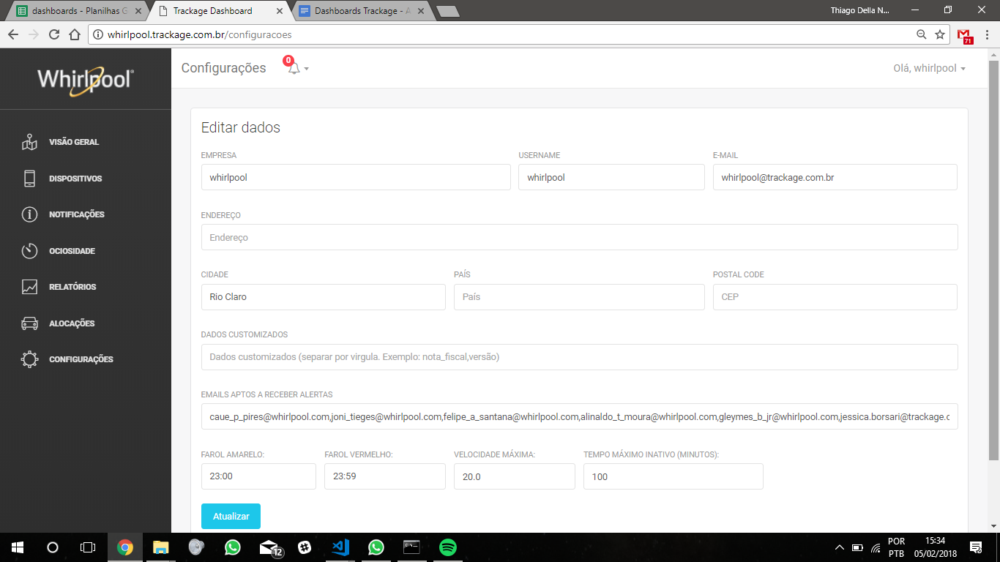 dashboards - Planilhas G
Trackage Dashboard
Dashboards Trackage - A
Thiago Della N...
whirlpool.trackage.com.br/configuracoes
71
Whirlpool
Configurações
0
Olá, whirlpool
VISÃO GERAL
DISPOSITIVOS
NOTIFICAÇÕES
OCIOSIDADE
RELATÓRIOS
ALOCAÇÕES
CONFIGURAÇÕES
Editar dados
EMPRESA USERNAME E-MAIL
whirlpool whirlpool whirlpool@trackage.com.br
ENDEREÇO
Endereço
CIDADE PAÍS POSTAL CODE
Rio Claro País CEP
DADOS CUSTOMIZADOS
Dados customizados (separar por virgula. Exemplo: nota_fiscal,versão)
EMAILS APTOS A RECEBER ALERTAS
caue_p_pires@whirlpool.com,joni_tieges@whirlpool.com,felipe_a_santana@whirlpool.com,alinaldo_t_moura@whirlpool.com,gleymes_b_jr@whirlpool.com,jessica.borsari@trackage.c
FAROL AMARELO: FAROL VERMELHO: VELOCIDADE MÁXIMA: TEMPO MÁXIMO INATIVO (MINUTOS):
23:00 23:59 20.0 100
Atualizar
12
POR
PTB
15:34
05/02/2018